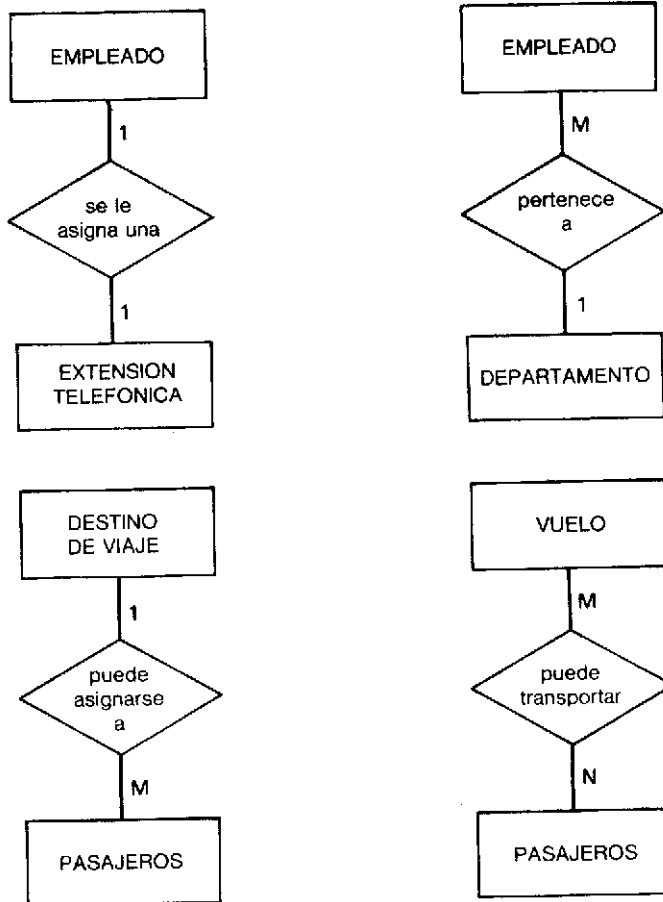 EMPLEADO
1
se le
asigna una
1
EXTENSION
TELEFONICA
EMPLEADO
M
pertenece
a
1
DEPARTAMENTO
DESTINO
DE VIAJE
1
puede
asignarse
a
M
PASAJEROS
VUELO
M
puede
transportar
N
PASAJEROS